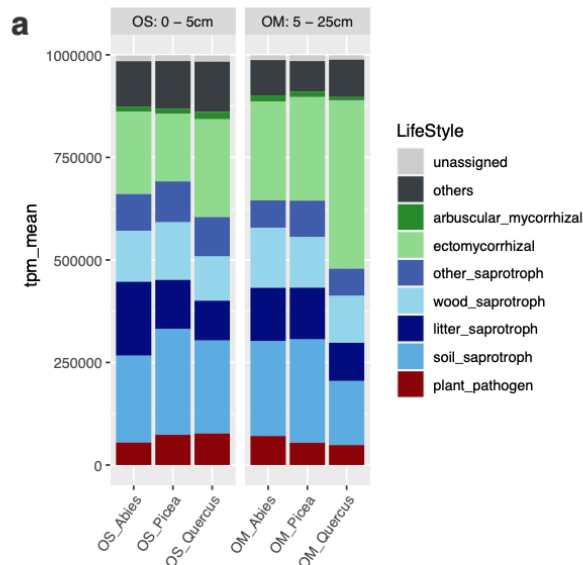 a
OS: 0 – 5cm
OM: 5 – 25cm
tpm_mean
1000000
750000
500000
250000
0
OS_Abies
OS_Picea
OS_Quercus
OM_Abies
OM_Picea
OM_Quercus
LifeStyle
unassigned
others
arbuscular_mycorrhizal
ectomycorrhizal
other_saprotroph
wood_saprotroph
litter_saprotroph
soil_saprotroph
plant_pathogen